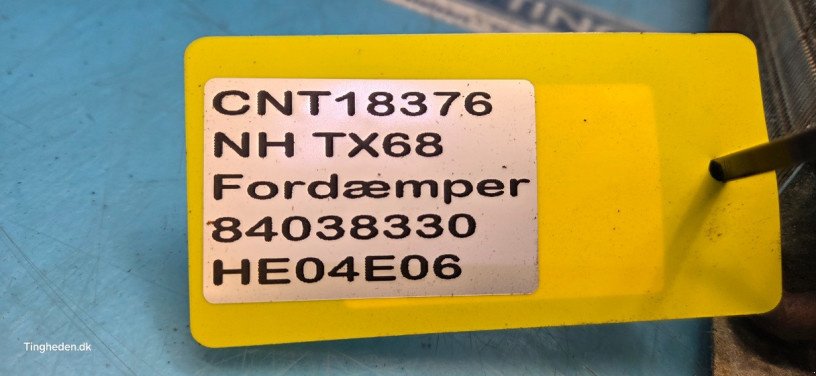 CNT18376
NH TX68
Fordæmper
84038330
HE04E06
Tingheden.dk